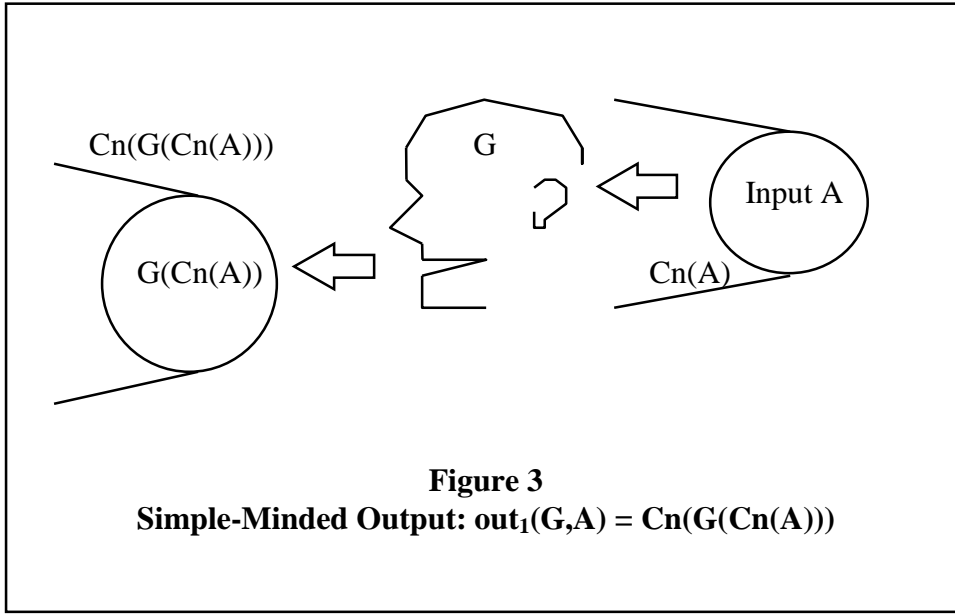 Cn(G(Cn(A)))
G
Input A
G(Cn(A))
Cn(A)
Figure 3
Simple-Minded Output: out₁(G,A) = Cn(G(Cn(A)))